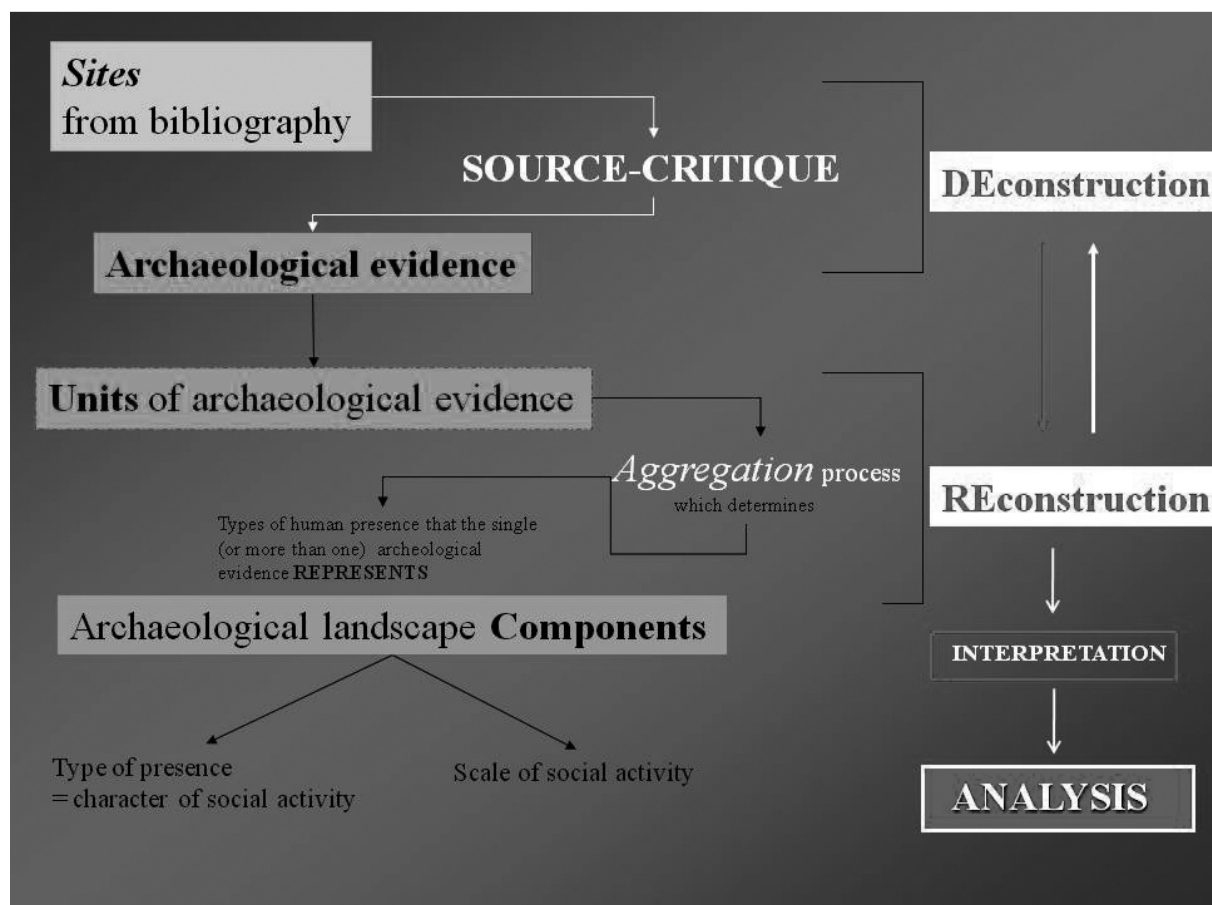 Sites
from bibliography
SOURCE-CRITIQUE
DEconstruction
Archaeological evidence
Units of archaeological evidence
Aggregation process
which determines
REconstruction
Types of human presence that the single
(or more than one) archeological
evidence REPRESENTS
Archaeological landscape Components
INTERPRETATION
Type of presence
= character of social activity
Scale of social activity
ANALYSIS